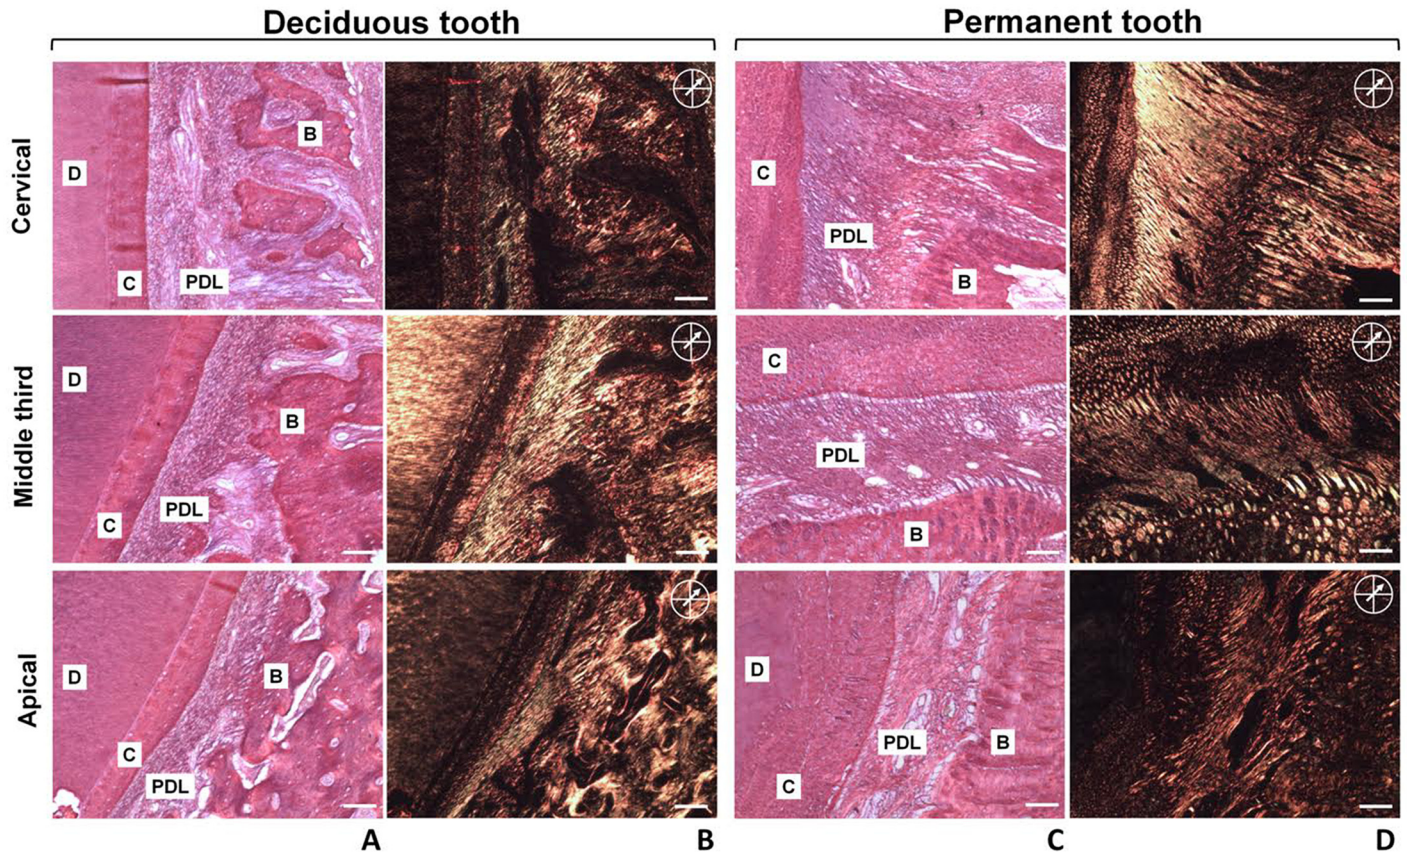 Deciduous tooth
Permanent tooth
Cervical
D
C
PDL
B
C
PDL
B
Middle third
D
C
PDL
B
C
PDL
B
Apical
D
C
PDL
B
D
C
PDL
B
A
B
C
D